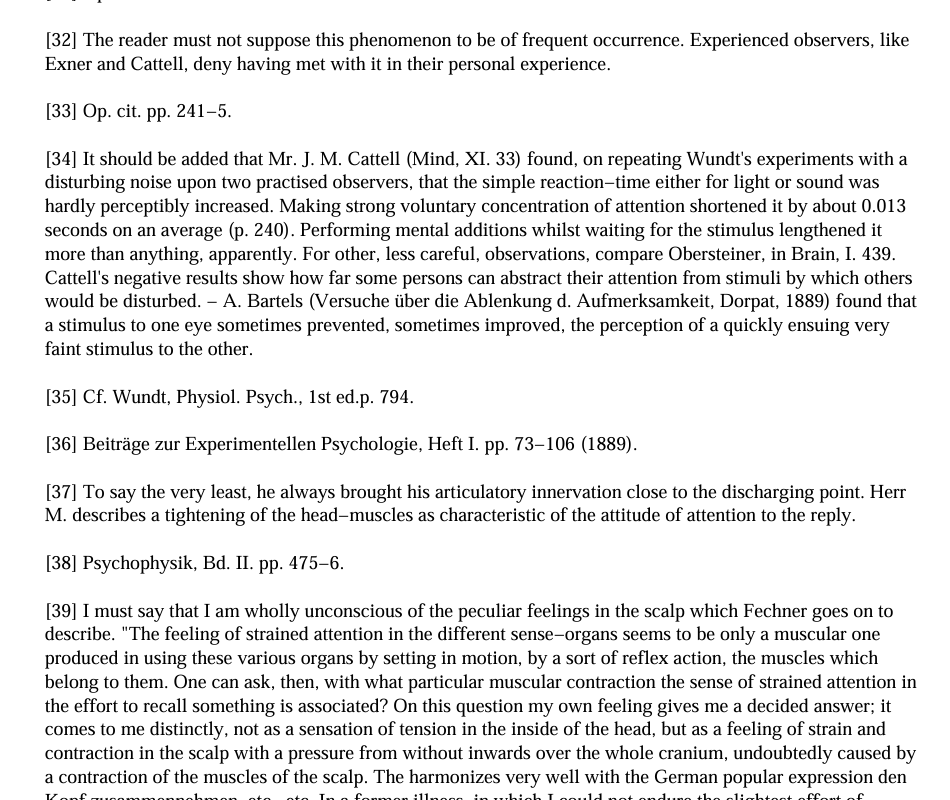 [32] The reader must not suppose this phenomenon to be of frequent occurrence. Experienced observers, like
Exner and Cattell, deny having met with it in their personal experience.
[33] Op. cit. pp. 241−5.
[34] It should be added that Mr. J. M. Cattell (Mind, XI. 33) found, on repeating Wundt's experiments with a
disturbing noise upon two practised observers, that the simple reaction−time either for light or sound was
hardly perceptibly increased. Making strong voluntary concentration of attention shortened it by about 0.013
seconds on an average (p. 240). Performing mental additions whilst waiting for the stimulus lengthened it
more than anything, apparently. For other, less careful, observations, compare Obersteiner, in Brain, I. 439.
Cattell's negative results show how far some persons can abstract their attention from stimuli by which others
would be disturbed. − A. Bartels (Versuche über die Ablenkung d. Aufmerksamkeit, Dorpat, 1889) found that
a stimulus to one eye sometimes prevented, sometimes improved, the perception of a quickly ensuing very
faint stimulus to the other.
[35] Cf. Wundt, Physiol. Psych., 1st ed.p. 794.
[36] Beiträge zur Experimentellen Psychologie, Heft I. pp. 73−106 (1889).
[37] To say the very least, he always brought his articulatory innervation close to the discharging point. Herr
M. describes a tightening of the head−muscles as characteristic of the attitude of attention to the reply.
[38] Psychophysik, Bd. II. pp. 475−6.
[39] I must say that I am wholly unconscious of the peculiar feelings in the scalp which Fechner goes on to
describe. "The feeling of strained attention in the different sense−organs seems to be only a muscular one
produced in using these various organs by setting in motion, by a sort of reflex action, the muscles which
belong to them. One can ask, then, with what particular muscular contraction the sense of strained attention in
the effort to recall something is associated? On this question my own feeling gives me a decided answer; it
comes to me distinctly, not as a sensation of tension in the inside of the head, but as a feeling of strain and
contraction in the scalp with a pressure from without inwards over the whole cranium, undoubtedly caused by
a contraction of the muscles of the scalp. The harmonizes very well with the German popular expression den
Kopf zusammennehmen, etc., etc. In a former illness, in which I could not endure the slightest effort of